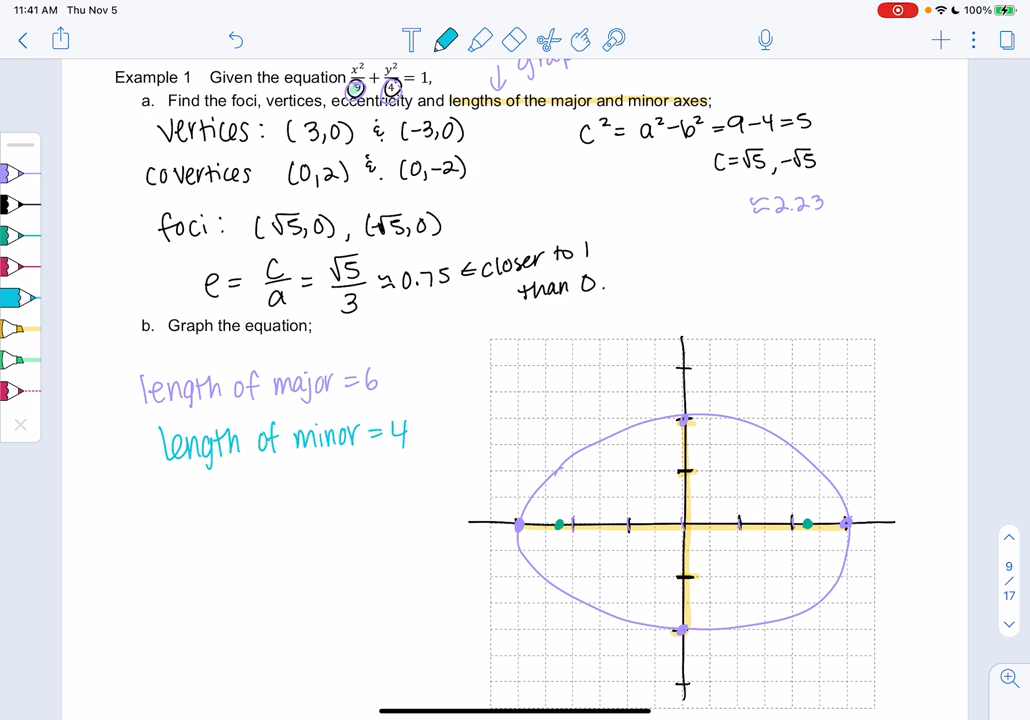 11:41 AM Thu Nov 5
100%
Example 1 Given the equation x²/9 + y²/4 = 1,
a. Find the foci, vertices, eccentricity and lengths of the major and minor axes;
vertices: (3,0) & (-3,0)
c² = a² - b² = 9 - 4 = 5
c = √5, -√5
≈ 2.23
covertices (0,2) & (0,-2)
foci: (√5,0), (-√5,0)
e = c/a = √5/3 ≈ 0.75 ← closer to 1
than 0.
b. Graph the equation;
length of major = 6
length of minor = 4
9
/
17